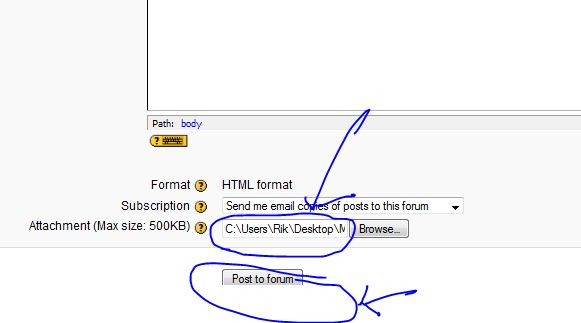 Path: body
?
Format ? HTML format
Subscription ? Send me email copies of posts to this forum
Attachment (Max size: 500KB) ? C:\Users\Rik\Desktop\M Browse...
Post to forum